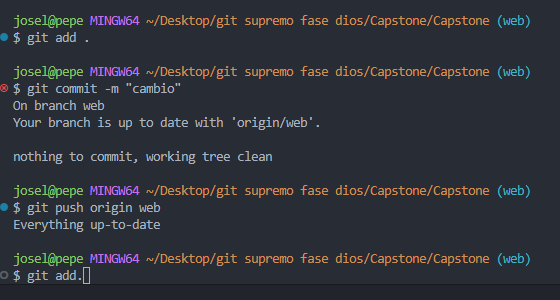 josel@pepe MINGW64 ~/Desktop/git supremo fase dios/Capstone/Capstone (web)
$ git add .
josel@pepe MINGW64 ~/Desktop/git supremo fase dios/Capstone/Capstone (web)
$ git commit -m "cambio"
On branch web
Your branch is up to date with 'origin/web'.
nothing to commit, working tree clean
josel@pepe MINGW64 ~/Desktop/git supremo fase dios/Capstone/Capstone (web)
$ git push origin web
Everything up-to-date
josel@pepe MINGW64 ~/Desktop/git supremo fase dios/Capstone/Capstone (web)
$ git add.